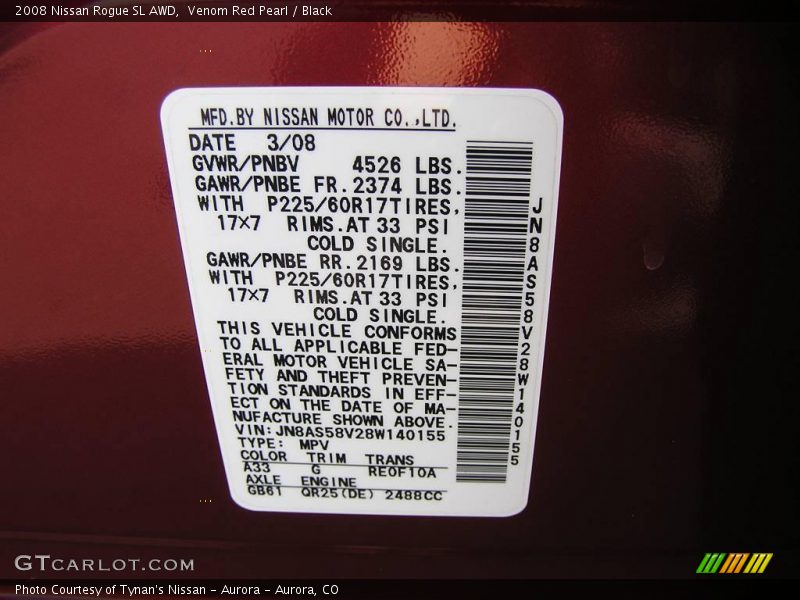 2008 Nissan Rogue SL AWD, Venom Red Pearl / Black
MFD.BY NISSAN MOTOR CO.,LTD.
DATE 3/08
GVWR/PNBV 4526 LBS.
GAWR/PNBE FR.2374 LBS.
WITH P225/60R17TIRES,
17×7 RIMS.AT 33 PSI
COLD SINGLE.
GAWR/PNBE RR.2169 LBS.
WITH P225/60R17TIRES,
17×7 RIMS.AT 33 PSI
COLD SINGLE.
THIS VEHICLE CONFORMS
TO ALL APPLICABLE FED-
ERAL MOTOR VEHICLE SA-
FETY AND THEFT PREVEN-
TION STANDARDS IN EFF-
ECT ON THE DATE OF MA-
NUFACTURE SHOWN ABOVE.
VIN:JN8AS58V28W140155
TYPE: MPV
COLOR TRIM TRANS
A33 G RE0F10A
AXLE ENGINE
GB61 QR25(DE) 2488CC
JN8AS58V28W140155
GTCARLOT.COM
Photo Courtesy of Tynan's Nissan - Aurora - Aurora, CO